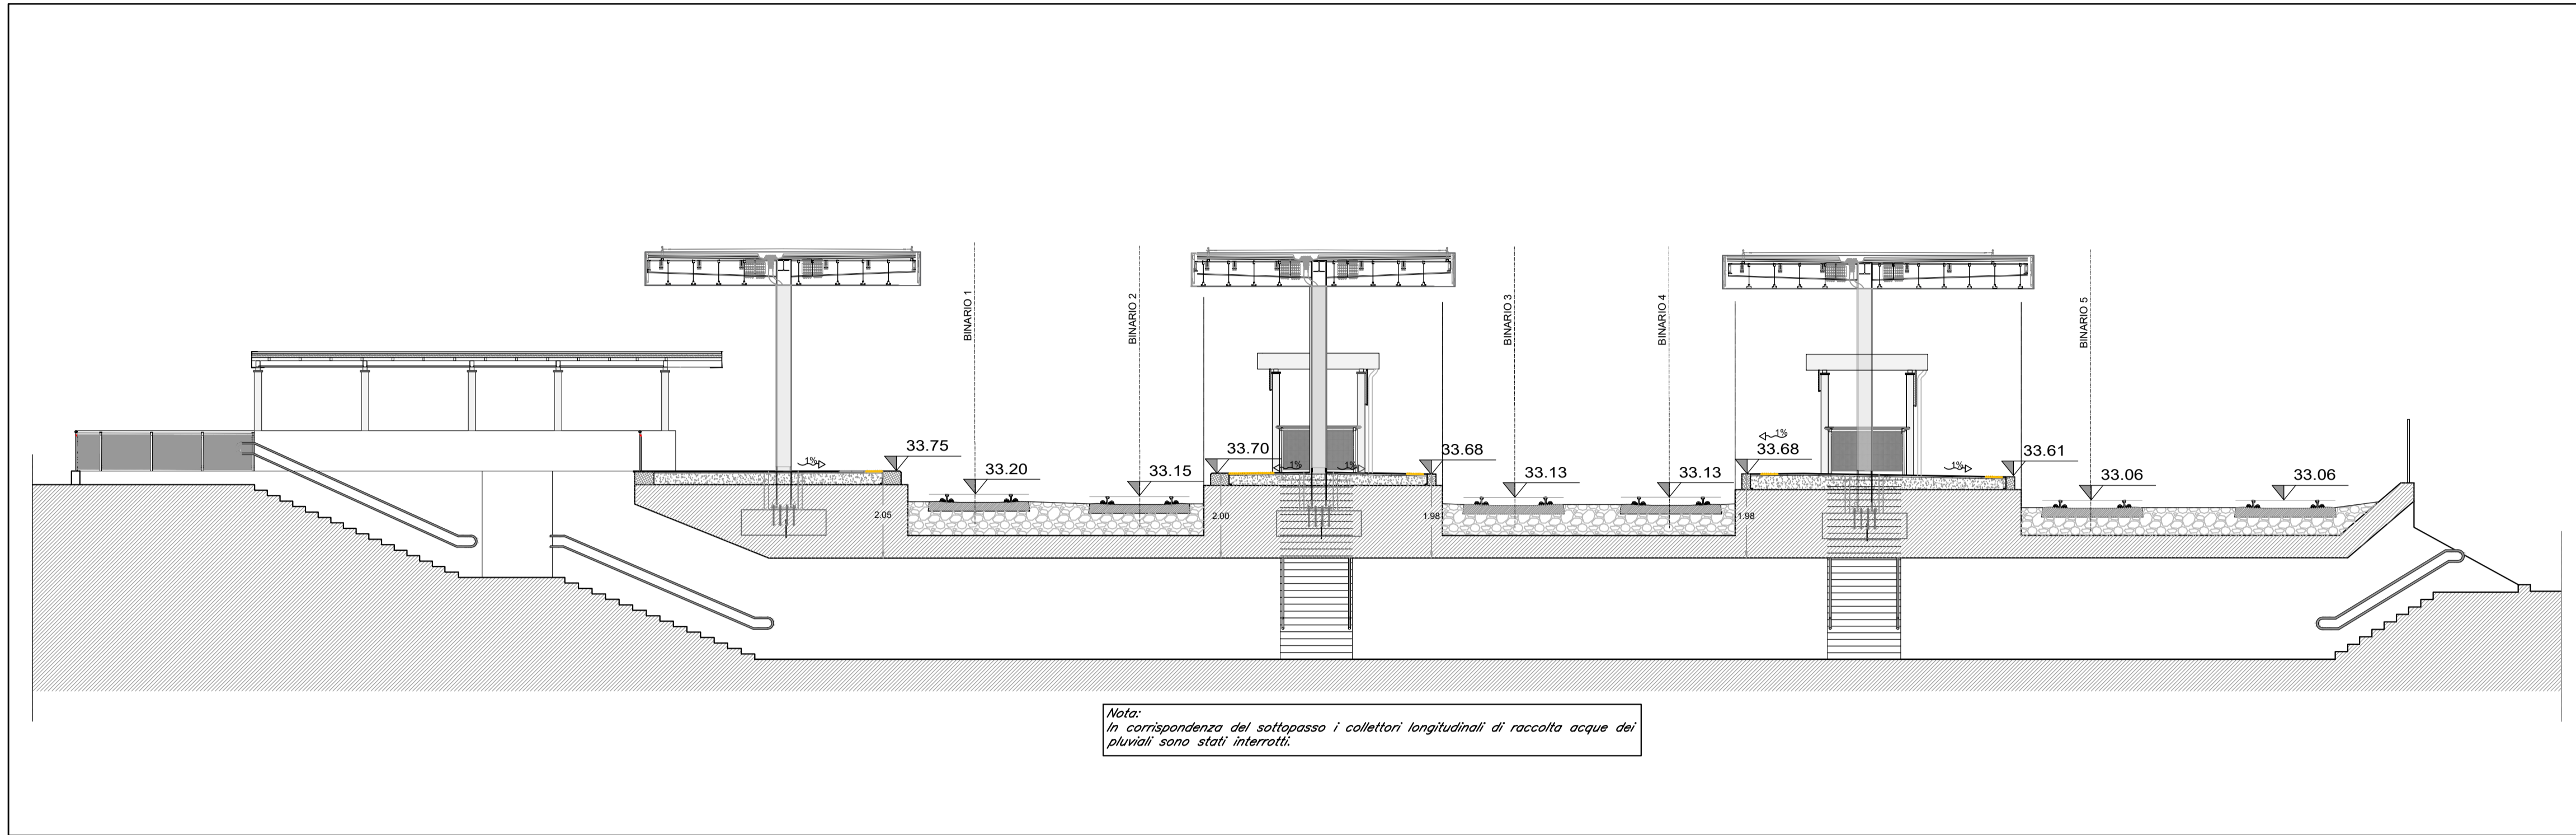 BINARIO 1
BINARIO 2
BINARIO 3
BINARIO 4
BINARIO 5
1%
33.75
33.20
33.15
33.70
1%
1%
33.68
33.13
33.13
1%
33.68
1%
33.61
33.06
33.06
2.05
2.00
1.98
1.98
Nota:
In corrispondenza del sottopasso i collettori longitudinali di raccolta acque dei
pluviali sono stati interrotti.